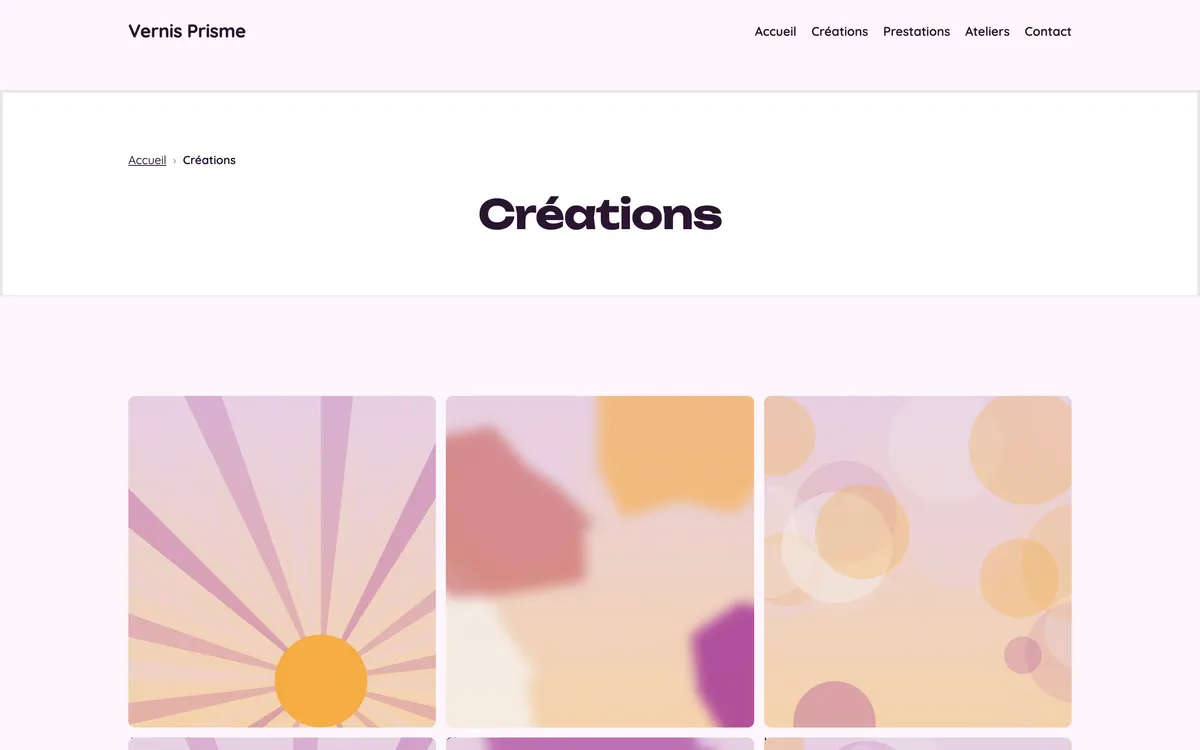 Vernis Prisme
Accueil Créations Prestations Ateliers Contact
Accueil › Créations
Créations